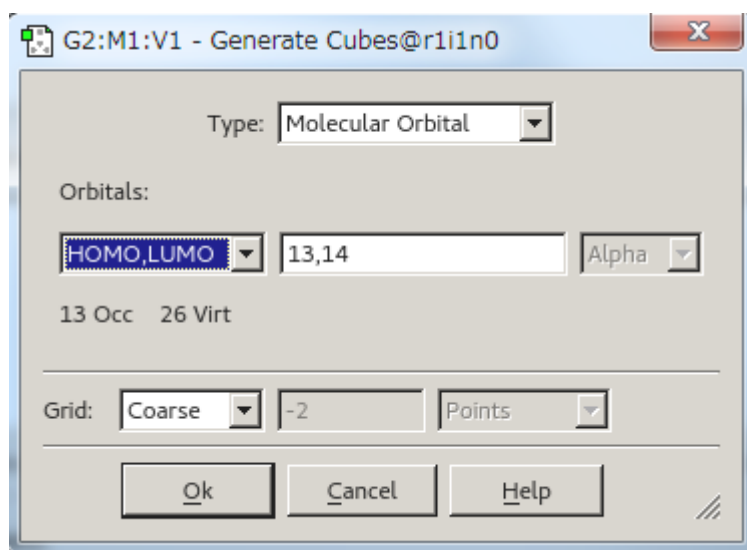 G2:M1:V1 - Generate Cubes@r1i1n0
Type: Molecular Orbital
Orbitals:
HOMO,LUMO 13,14 Alpha
13 Occ 26 Virt
Grid: Coarse -2 Points
Ok Cancel Help